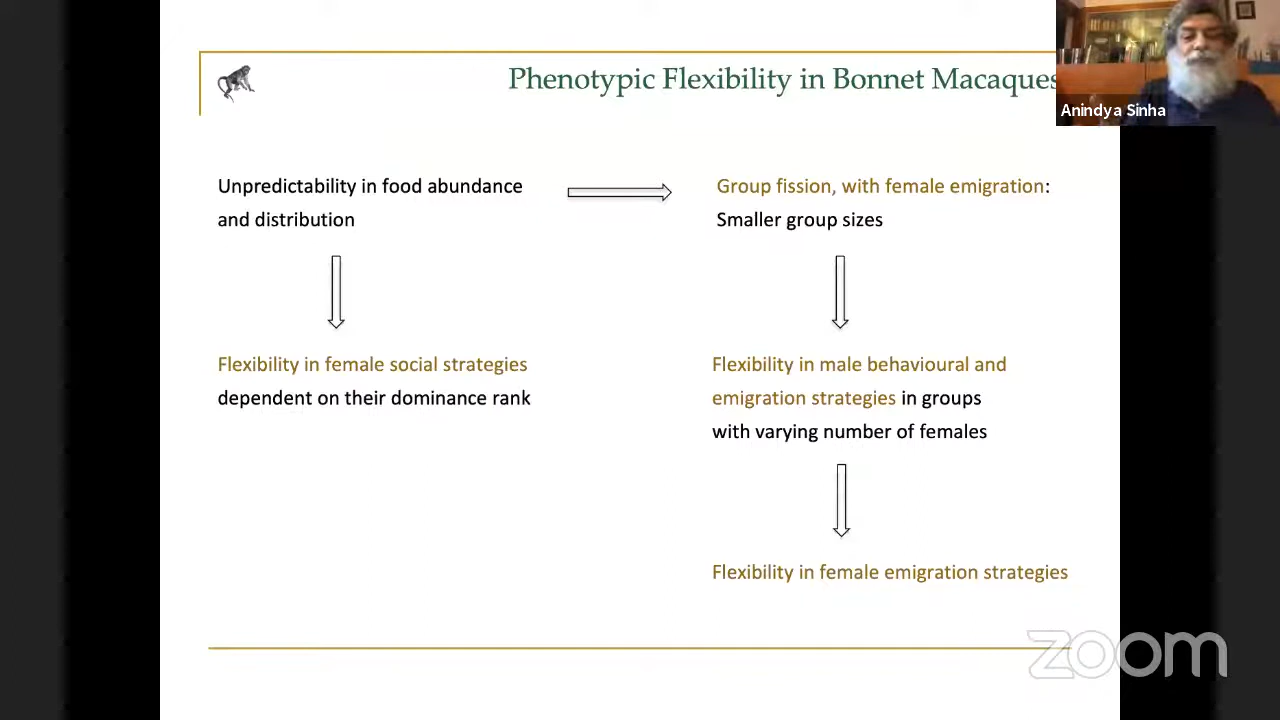 Phenotypic Flexibility in Bonnet Macaques
Anindya Sinha
Unpredictability in food abundance
and distribution
Group fission, with female emigration:
Smaller group sizes
Flexibility in female social strategies
dependent on their dominance rank
Flexibility in male behavioural and
emigration strategies in groups
with varying number of females
Flexibility in female emigration strategies
zoom